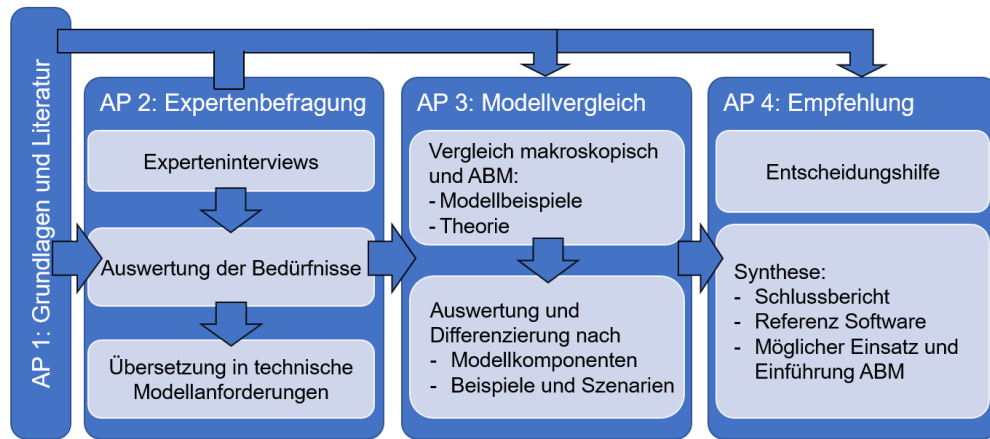 AP 1: Grundlagen und Literatur
AP 2: Expertenbefragung
Experteninterviews
Auswertung der Bedürfnisse
Übersetzung in technische
Modellanforderungen
AP 3: Modellvergleich
Vergleich makroskopisch
und ABM:
- Modellbeispiele
- Theorie
Auswertung und
Differenzierung nach
- Modellkomponenten
- Beispiele und Szenarien
AP 4: Empfehlung
Entscheidungshilfe
Synthese:
- Schlussbericht
- Referenz Software
- Möglicher Einsatz und
Einführung ABM